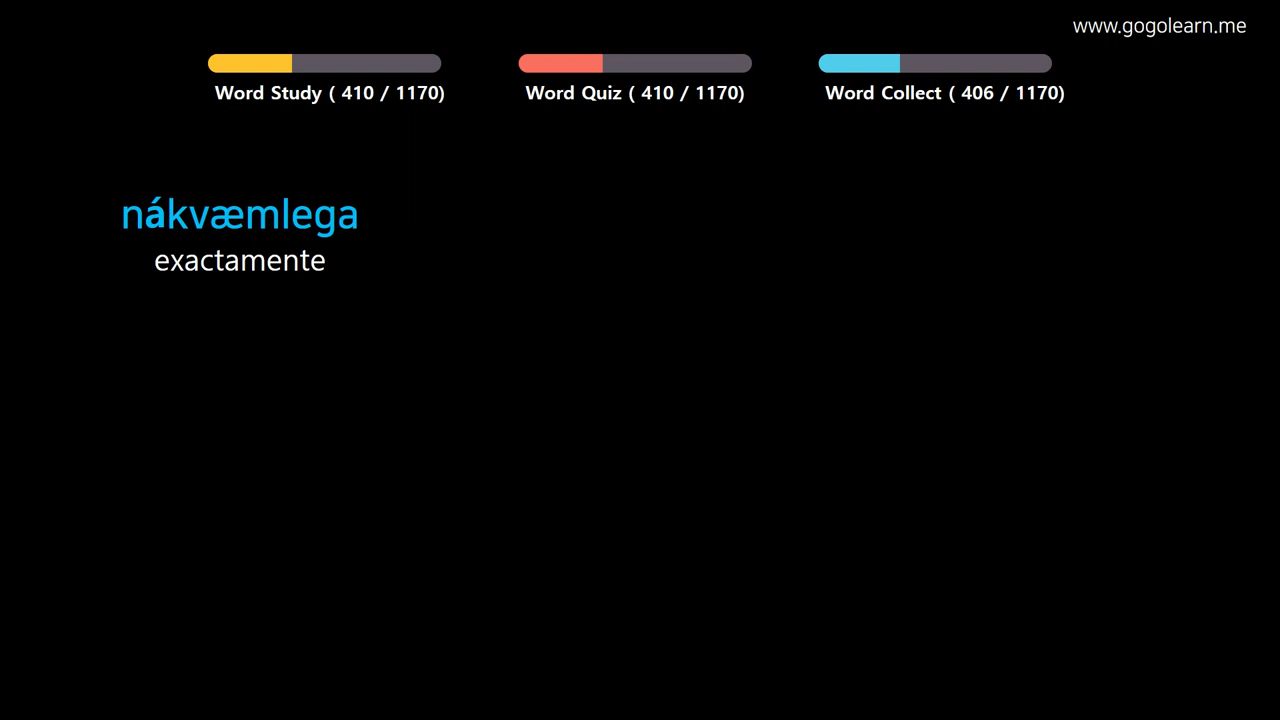 www.gogolearn.me
Word Study ( 410 / 1170)
Word Quiz ( 410 / 1170)
Word Collect ( 406 / 1170)
nákvæmlega
exactamente